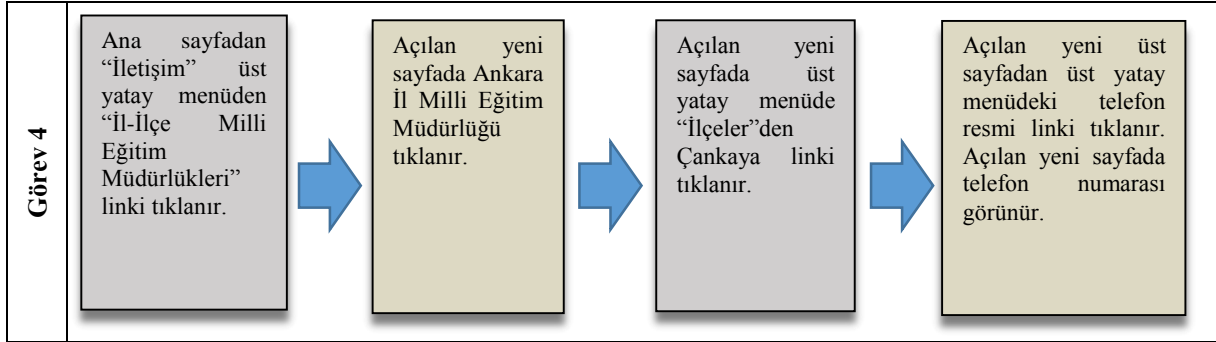 Görev 4
Ana sayfadan
“İletişim” üst
yatay menüden
“İl-İlçe Milli
Eğitim
Müdürlükleri”
linki tıklanır.
Açılan yeni
sayfada Ankara
İl Milli Eğitim
Müdürlüğü
tıklanır.
Açılan yeni
sayfada üst
yatay menüde
“İlçeler”den
Çankaya linki
tıklanır.
Açılan yeni üst
sayfadan üst yatay
menüdeki telefon
resmi linki tıklanır.
Açılan yeni sayfada
telefon numarası
görünür.